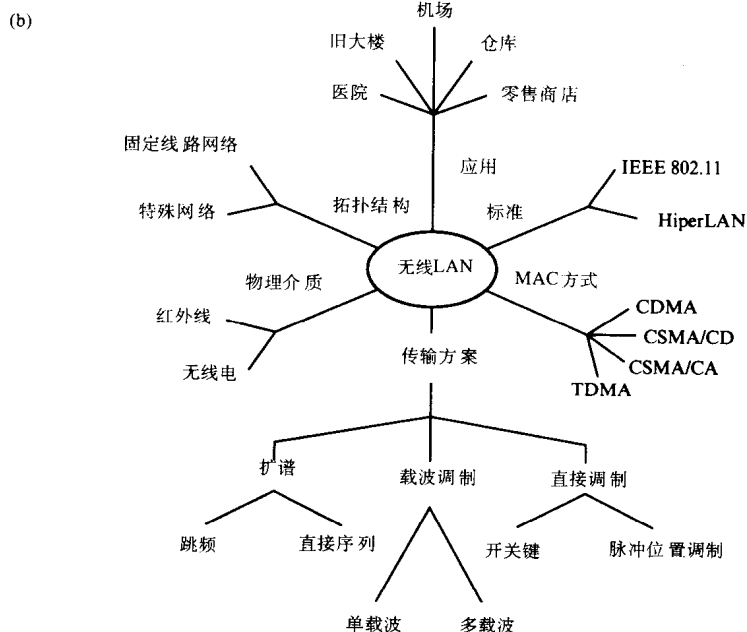 (b)
机场
旧大楼
仓库
医院
零售商店
固定线路网络
应用
IEEE 802.11
特殊网络
拓扑结构
标准
HiperLAN
无线LAN
物理介质
MAC方式
红外线
CDMA
传输方案
CSMA/CD
无线电
CSMA/CA
TDMA
扩谱
载波调制
直接调制
跳频
直接序列
开关键
脉冲位置调制
单载波
多载波